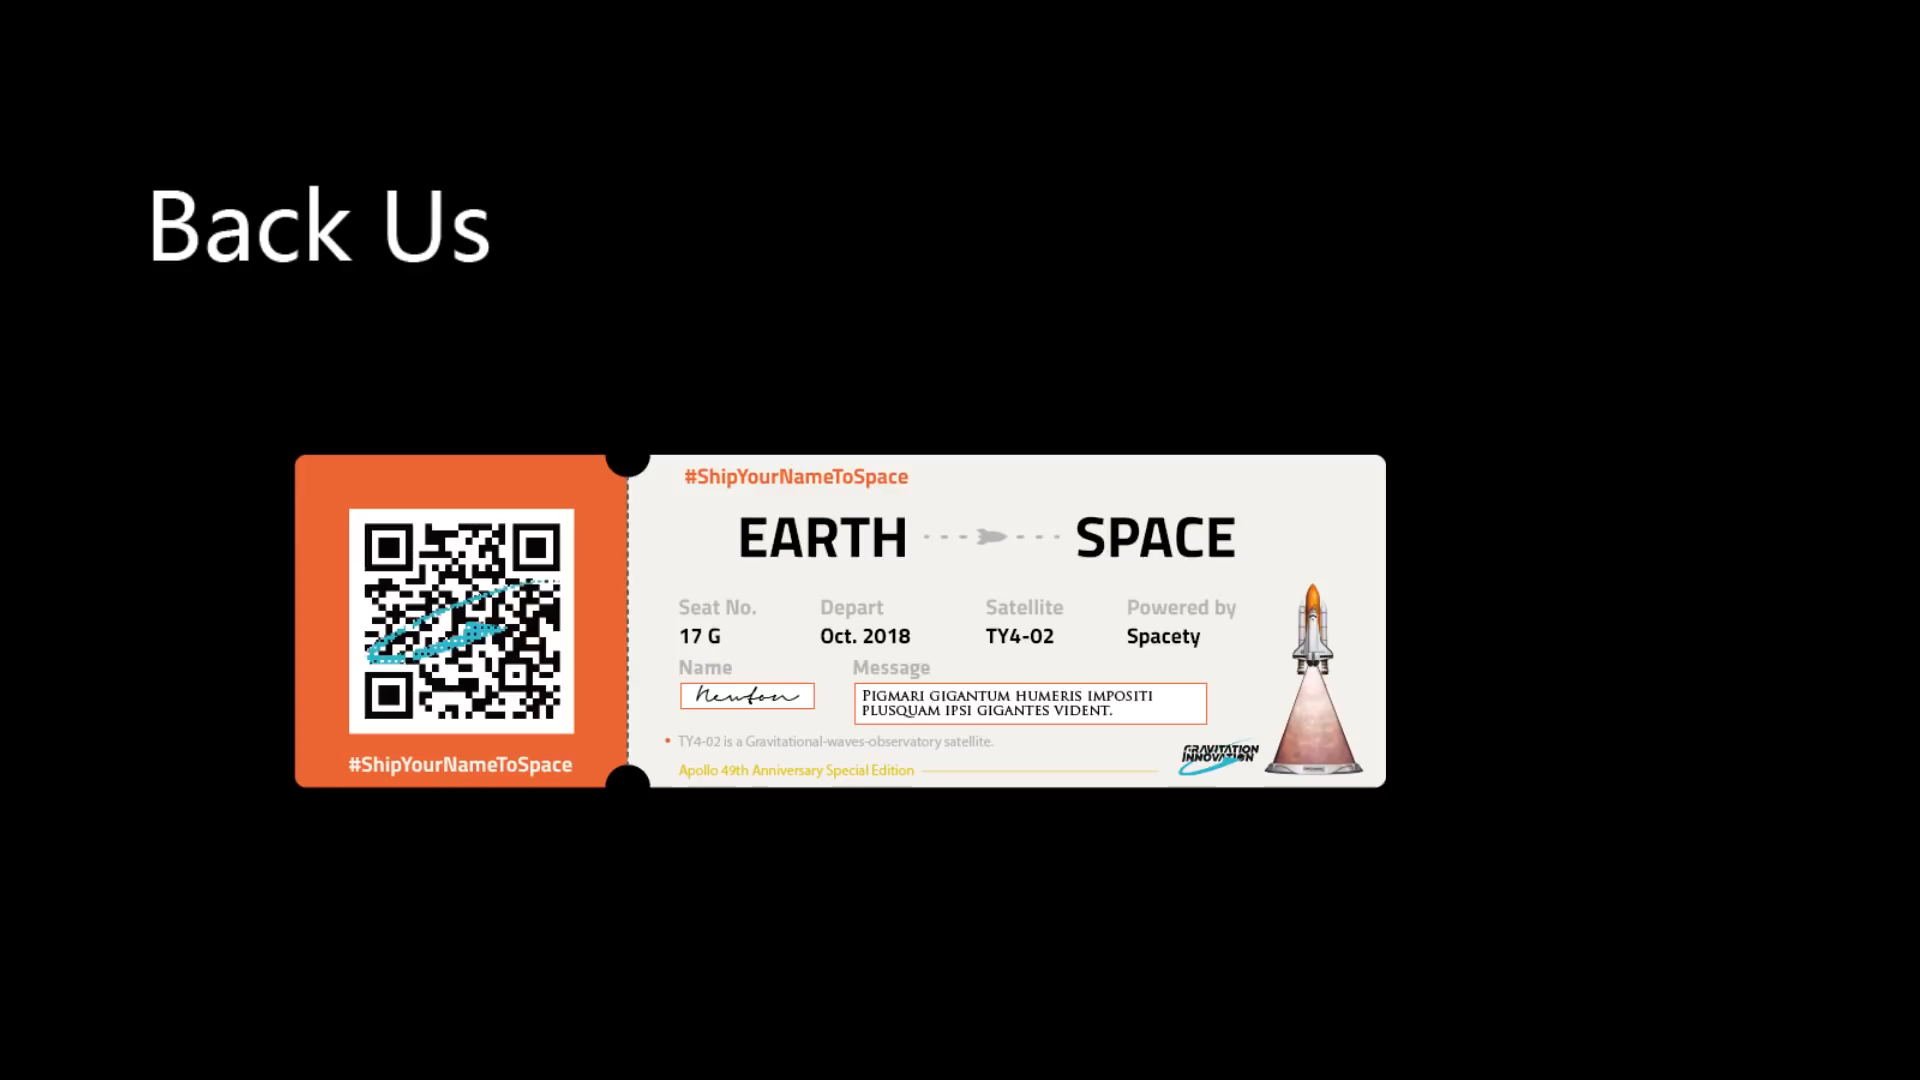 Back Us
#ShipYourNameToSpace
EARTH SPACE
Seat No. Depart Satellite Powered by
17 G Oct. 2018 TY4-02 Spacety
Name Message
Newton
PIGMARI GIGANTUM HUMERIS IMPOSITI
PLUSQUAM IPSI GIGANTES VIDENT.
TY4-02 is a Gravitational-waves-observatory satellite.
Apollo 49th Anniversary Special Edition
GRAVITATION
INNOVATION
#ShipYourNameToSpace